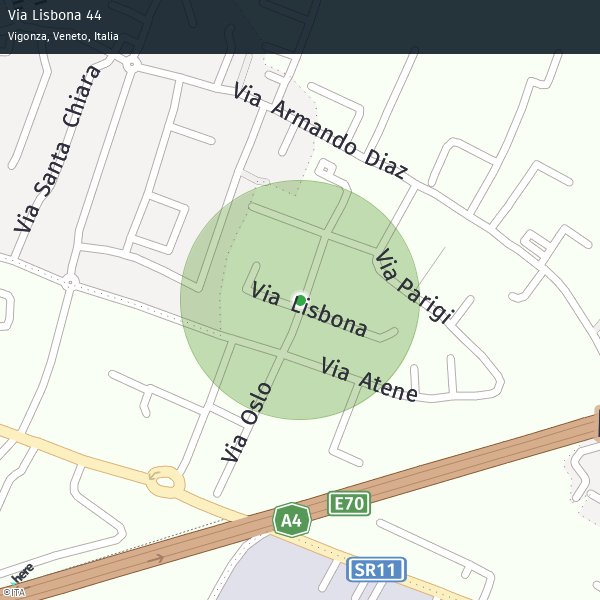 Via Lisbona 44
Vigonza, Veneto, Italia
Via Santa Chiara
Via Armando Diaz
Via Parigi
Via Lisbona
Via Atene
Via Oslo
E70
A4
SR11
here
©ITA